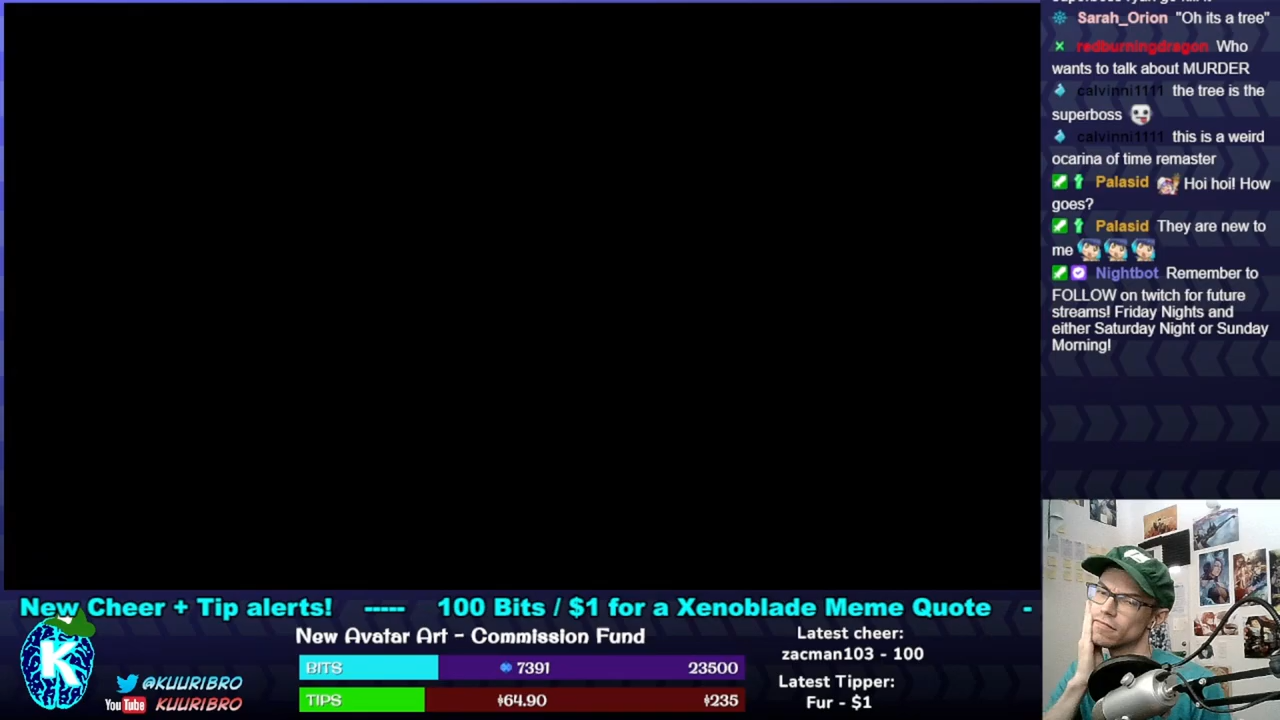 Sarah_Orion "Oh its a tree"
redburningdragon Who
wants to talk about MURDER
calvinni1111 the tree is the
superboss
calvinni1111 this is a weird
ocarina of time remaster
Palasid Hoi hoi! How
goes?
Palasid They are new to
me
Nightbot Remember to
FOLLOW on twitch for future
streams! Friday Nights and
either Saturday Night or Sunday
Morning!
New Cheer + Tip alerts! ----- 100 Bits / $1 for a Xenoblade Meme Quote -
New Avatar Art - Commission Fund
BITS 7391 23500
TIPS $64.90 $235
Latest cheer:
zacman103 - 100
Latest Tipper:
Fur - $1
K
@KUURIBRO
YouTube KUURIBRO